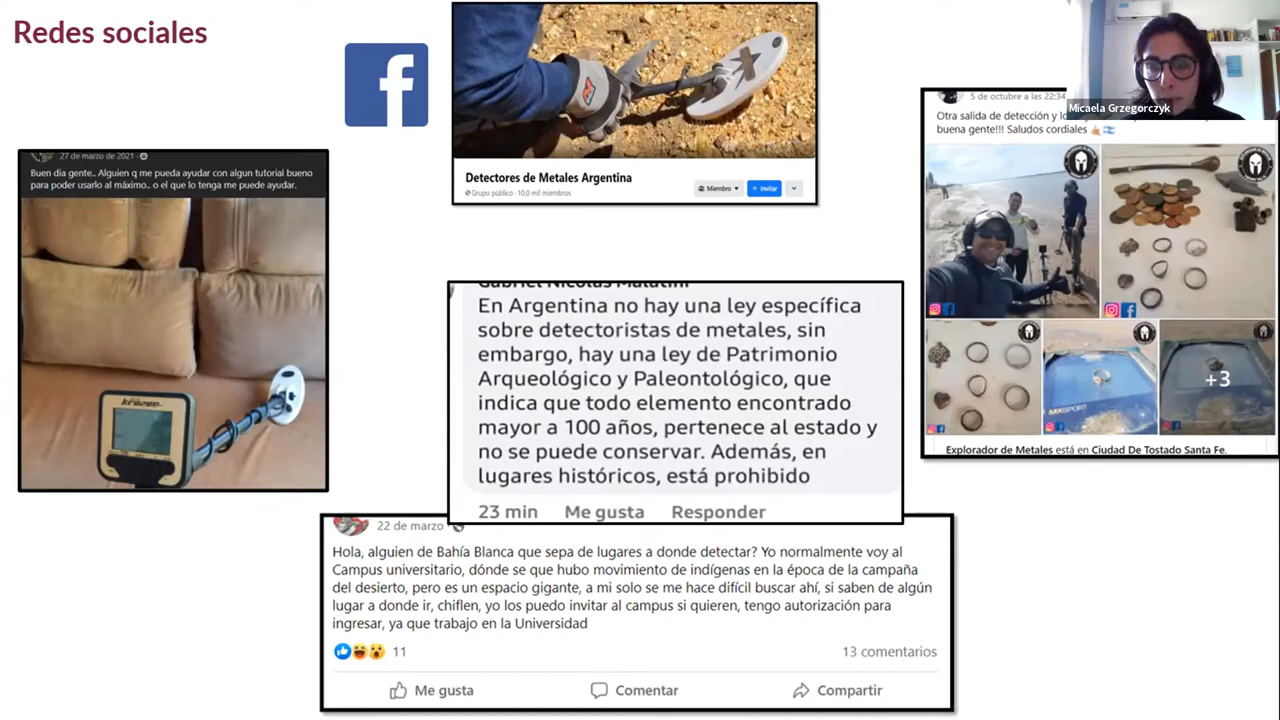 Redes sociales
Detectores de Metales Argentina
Grupo público · 10,0 mil miembros
Miembro
+ Invitar
Micaela Grzegorczyk
5 de octubre a las 22:34
Otra salida de detección y
buena gente!!! Saludos cordiales
MXSPORT
+3
Explorador de Metales está en Ciudad De Tostado Santa Fe.
27 de marzo de 2021 ·
Buen dia gente.. Alguien q me pueda ayudar con algun tutorial bueno
para poder usarlo al máximo.. o el que lo tenga me puede ayudar.
En Argentina no hay una ley específica
sobre detectoristas de metales, sin
embargo, hay una ley de Patrimonio
Arqueológico y Paleontológico, que
indica que todo elemento encontrado
mayor a 100 años, pertenece al estado y
no se puede conservar. Además, en
lugares históricos, está prohibido
23 min Me gusta Responder
22 de marzo ·
Hola, alguien de Bahía Blanca que sepa de lugares a donde detectar? Yo normalmente voy al
Campus universitario, dónde se que hubo movimiento de indígenas en la época de la campaña
del desierto, pero es un espacio gigante, a mi solo se me hace difícil buscar ahí, si saben de algún
lugar a donde ir, chiflen, yo los puedo invitar al campus si quieren, tengo autorización para
ingresar, ya que trabajo en la Universidad
11
13 comentarios
Me gusta Comentar Compartir